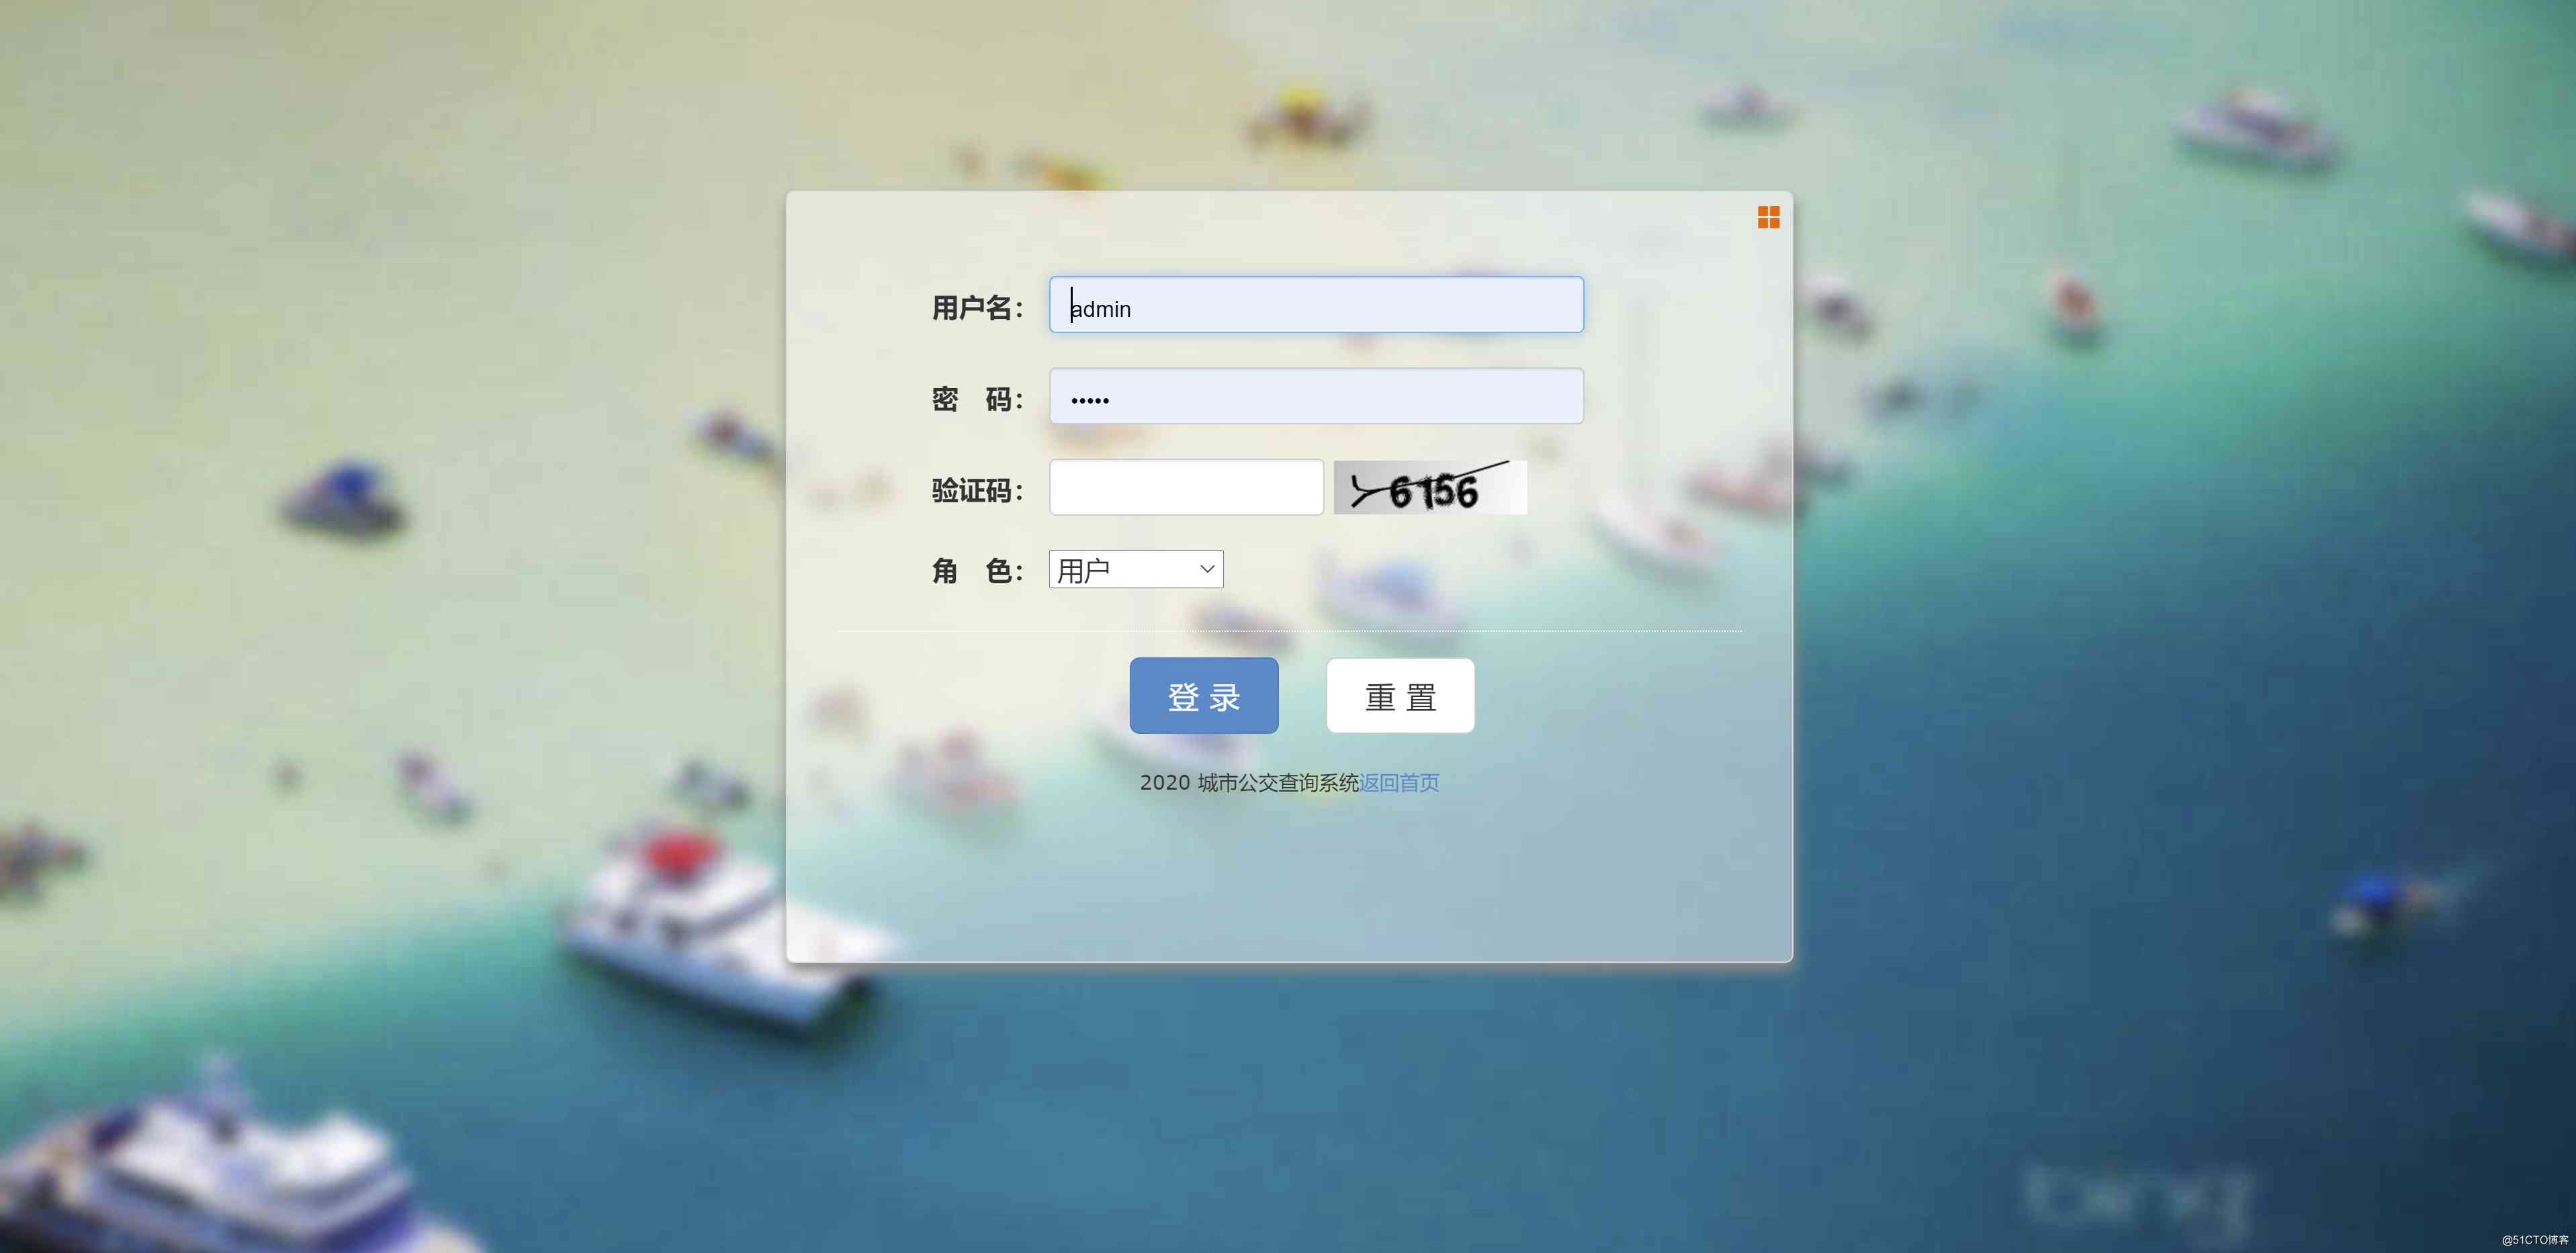 用户名：
admin
密　码：
•••••
验证码：
角　色：
用户
登 录
重 置
2020 城市公交查询系统返回首页
bing
@51CTO博客